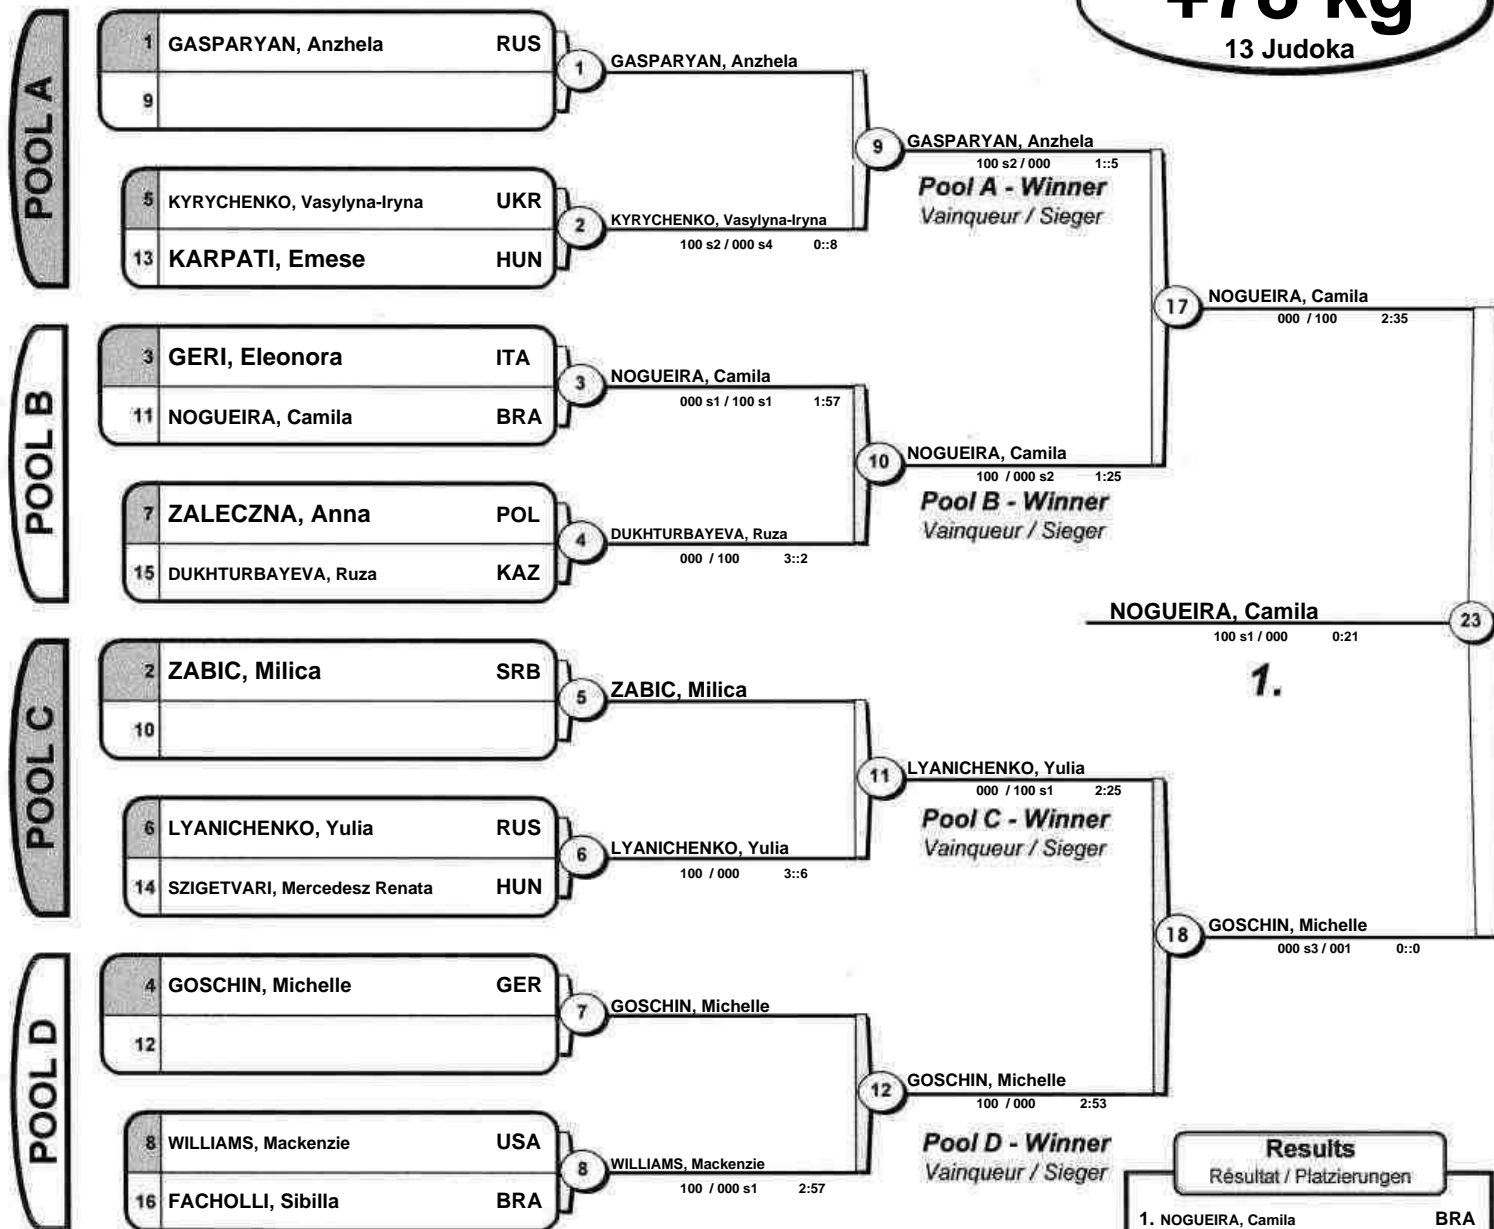 +78 kg
13 Judoka
POOL A
1 GASPARYAN, Anzhela RUS
9
5 KYRYCHENKO, Vasylyna-Iryna UKR
13 KARPATI, Emese HUN
POOL B
3 GERI, Eleonora ITA
11 NOGUEIRA, Camila BRA
7 ZALECZNA, Anna POL
15 DUKHTURBAYEVA, Ruza KAZ
POOL C
2 ZABIC, Milica SRB
10
6 LYANICHENKO, Yulia RUS
14 SZIGETVARI, Mercedesz Renata HUN
POOL D
4 GOSCHIN, Michelle GER
12
8 WILLIAMS, Mackenzie USA
16 FACHOLLI, Sibilla BRA
1 GASPARYAN, Anzhela
2 KYRYCHENKO, Vasylyna-Iryna
100 s2 / 000 s4 0::8
3 NOGUEIRA, Camila
000 s1 / 100 s1 1:57
4 DUKHTURBAYEVA, Ruza
000 / 100 3::2
5 ZABIC, Milica
6 LYANICHENKO, Yulia
100 / 000 3::6
7 GOSCHIN, Michelle
8 WILLIAMS, Mackenzie
100 / 000 s1 2:57
9 GASPARYAN, Anzhela
100 s2 / 000 1::5
Pool A - Winner
Vainqueur / Sieger
10 NOGUEIRA, Camila
100 / 000 s2 1:25
Pool B - Winner
Vainqueur / Sieger
11 LYANICHENKO, Yulia
000 / 100 s1 2:25
Pool C - Winner
Vainqueur / Sieger
12 GOSCHIN, Michelle
100 / 000 2:53
Pool D - Winner
Vainqueur / Sieger
17 NOGUEIRA, Camila
000 / 100 2:35
18 GOSCHIN, Michelle
000 s3 / 001 0::0
NOGUEIRA, Camila 23
100 s1 / 000 0:21
1.
Results
Résultat / Platzierungen
1. NOGUEIRA, Camila BRA